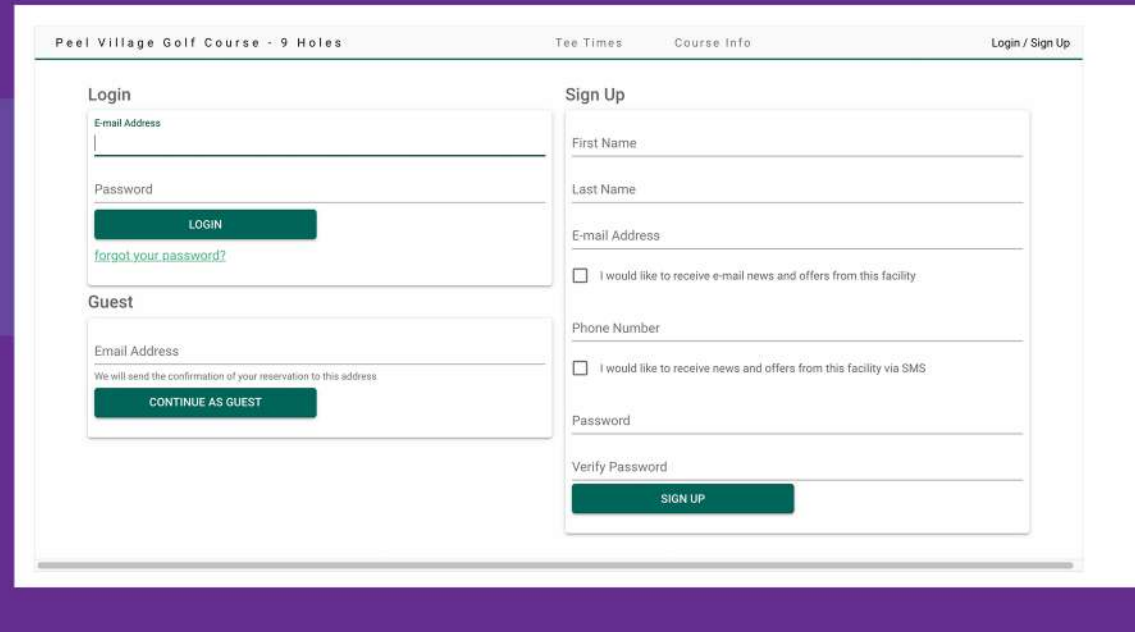 Peel Village Golf Course - 9 Holes Tee Times Course Info Login / Sign Up
Login
E-mail Address
Password
LOGIN
forgot your password?
Guest
Email Address
We will send the confirmation of your reservation to this address
CONTINUE AS GUEST
Sign Up
First Name
Last Name
E-mail Address
I would like to receive e-mail news and offers from this facility
Phone Number
I would like to receive news and offers from this facility via SMS
Password
Verify Password
SIGN UP